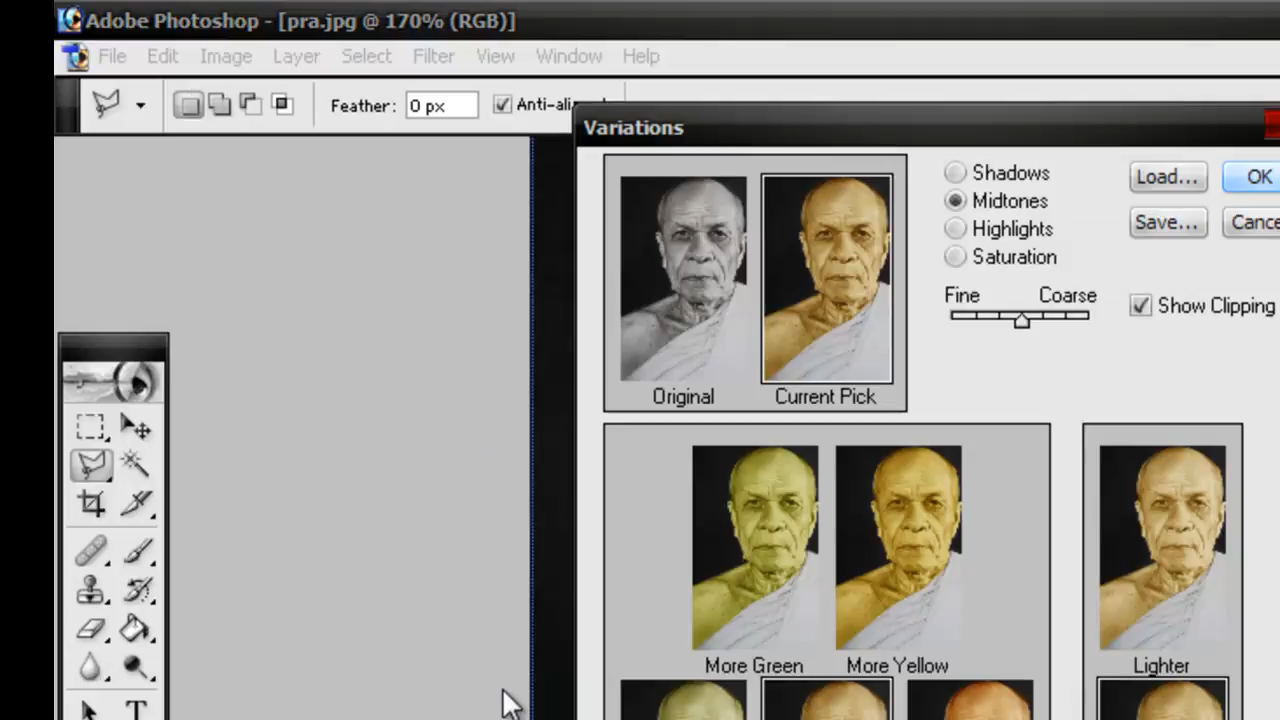 Adobe Photoshop - [pra.jpg @ 170% (RGB)]
File Edit Image Layer Select Filter View Window Help
Feather: 0 px
Variations
Shadows
Midtones
Highlights
Saturation
Load...
OK
Save...
Fine Coarse
Show Clipping
Original Current Pick
More Green More Yellow
Lighter
T